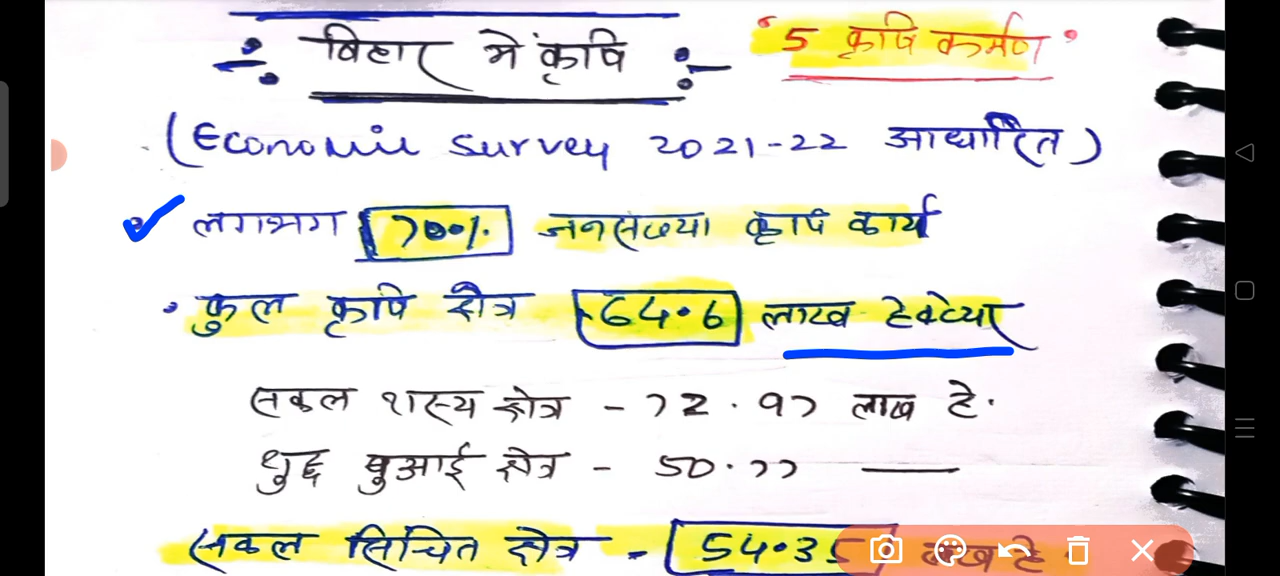 बिहार में कृषि :- "5 कृषि कर्मण"
(Economic Survey 2021-22 आधारित)
लगभग 70% जनसंख्या कृषि कार्य
• कुल कृषि क्षेत्र - 64.6 लाख हेक्टेयर
सकल शस्य क्षेत्र - 72.97 लाख हे.
शुद्ध बुआई क्षेत्र - 50.77 —
सकल सिंचित क्षेत्र - 54.35 लाख हे